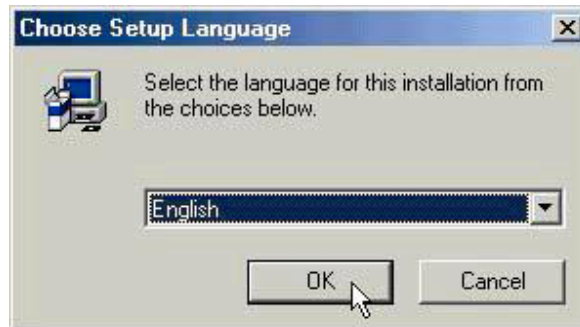 Choose Setup Language
Select the language for this installation from
the choices below.
English
OK
Cancel